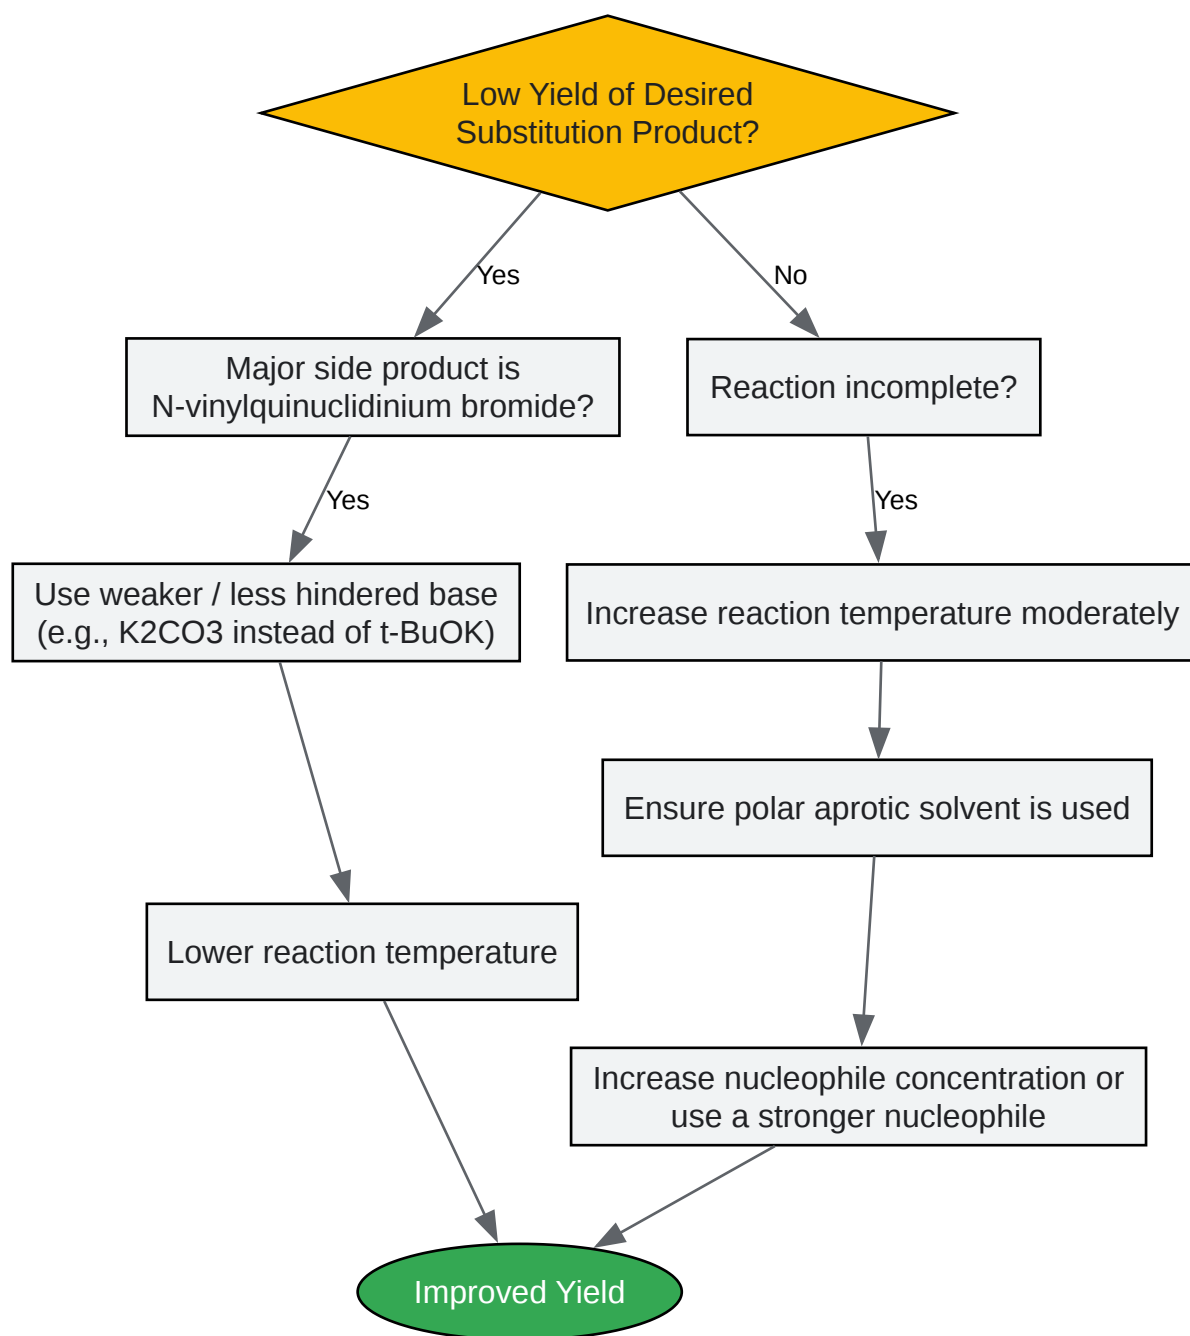 Low Yield of Desired
Substitution Product?
Yes
No
Major side product is
N-vinylquinuclidinium bromide?
Reaction incomplete?
Yes
Yes
Use weaker / less hindered base
(e.g., K2CO3 instead of t-BuOK)
Increase reaction temperature moderately
Ensure polar aprotic solvent is used
Lower reaction temperature
Increase nucleophile concentration or
use a stronger nucleophile
Improved Yield